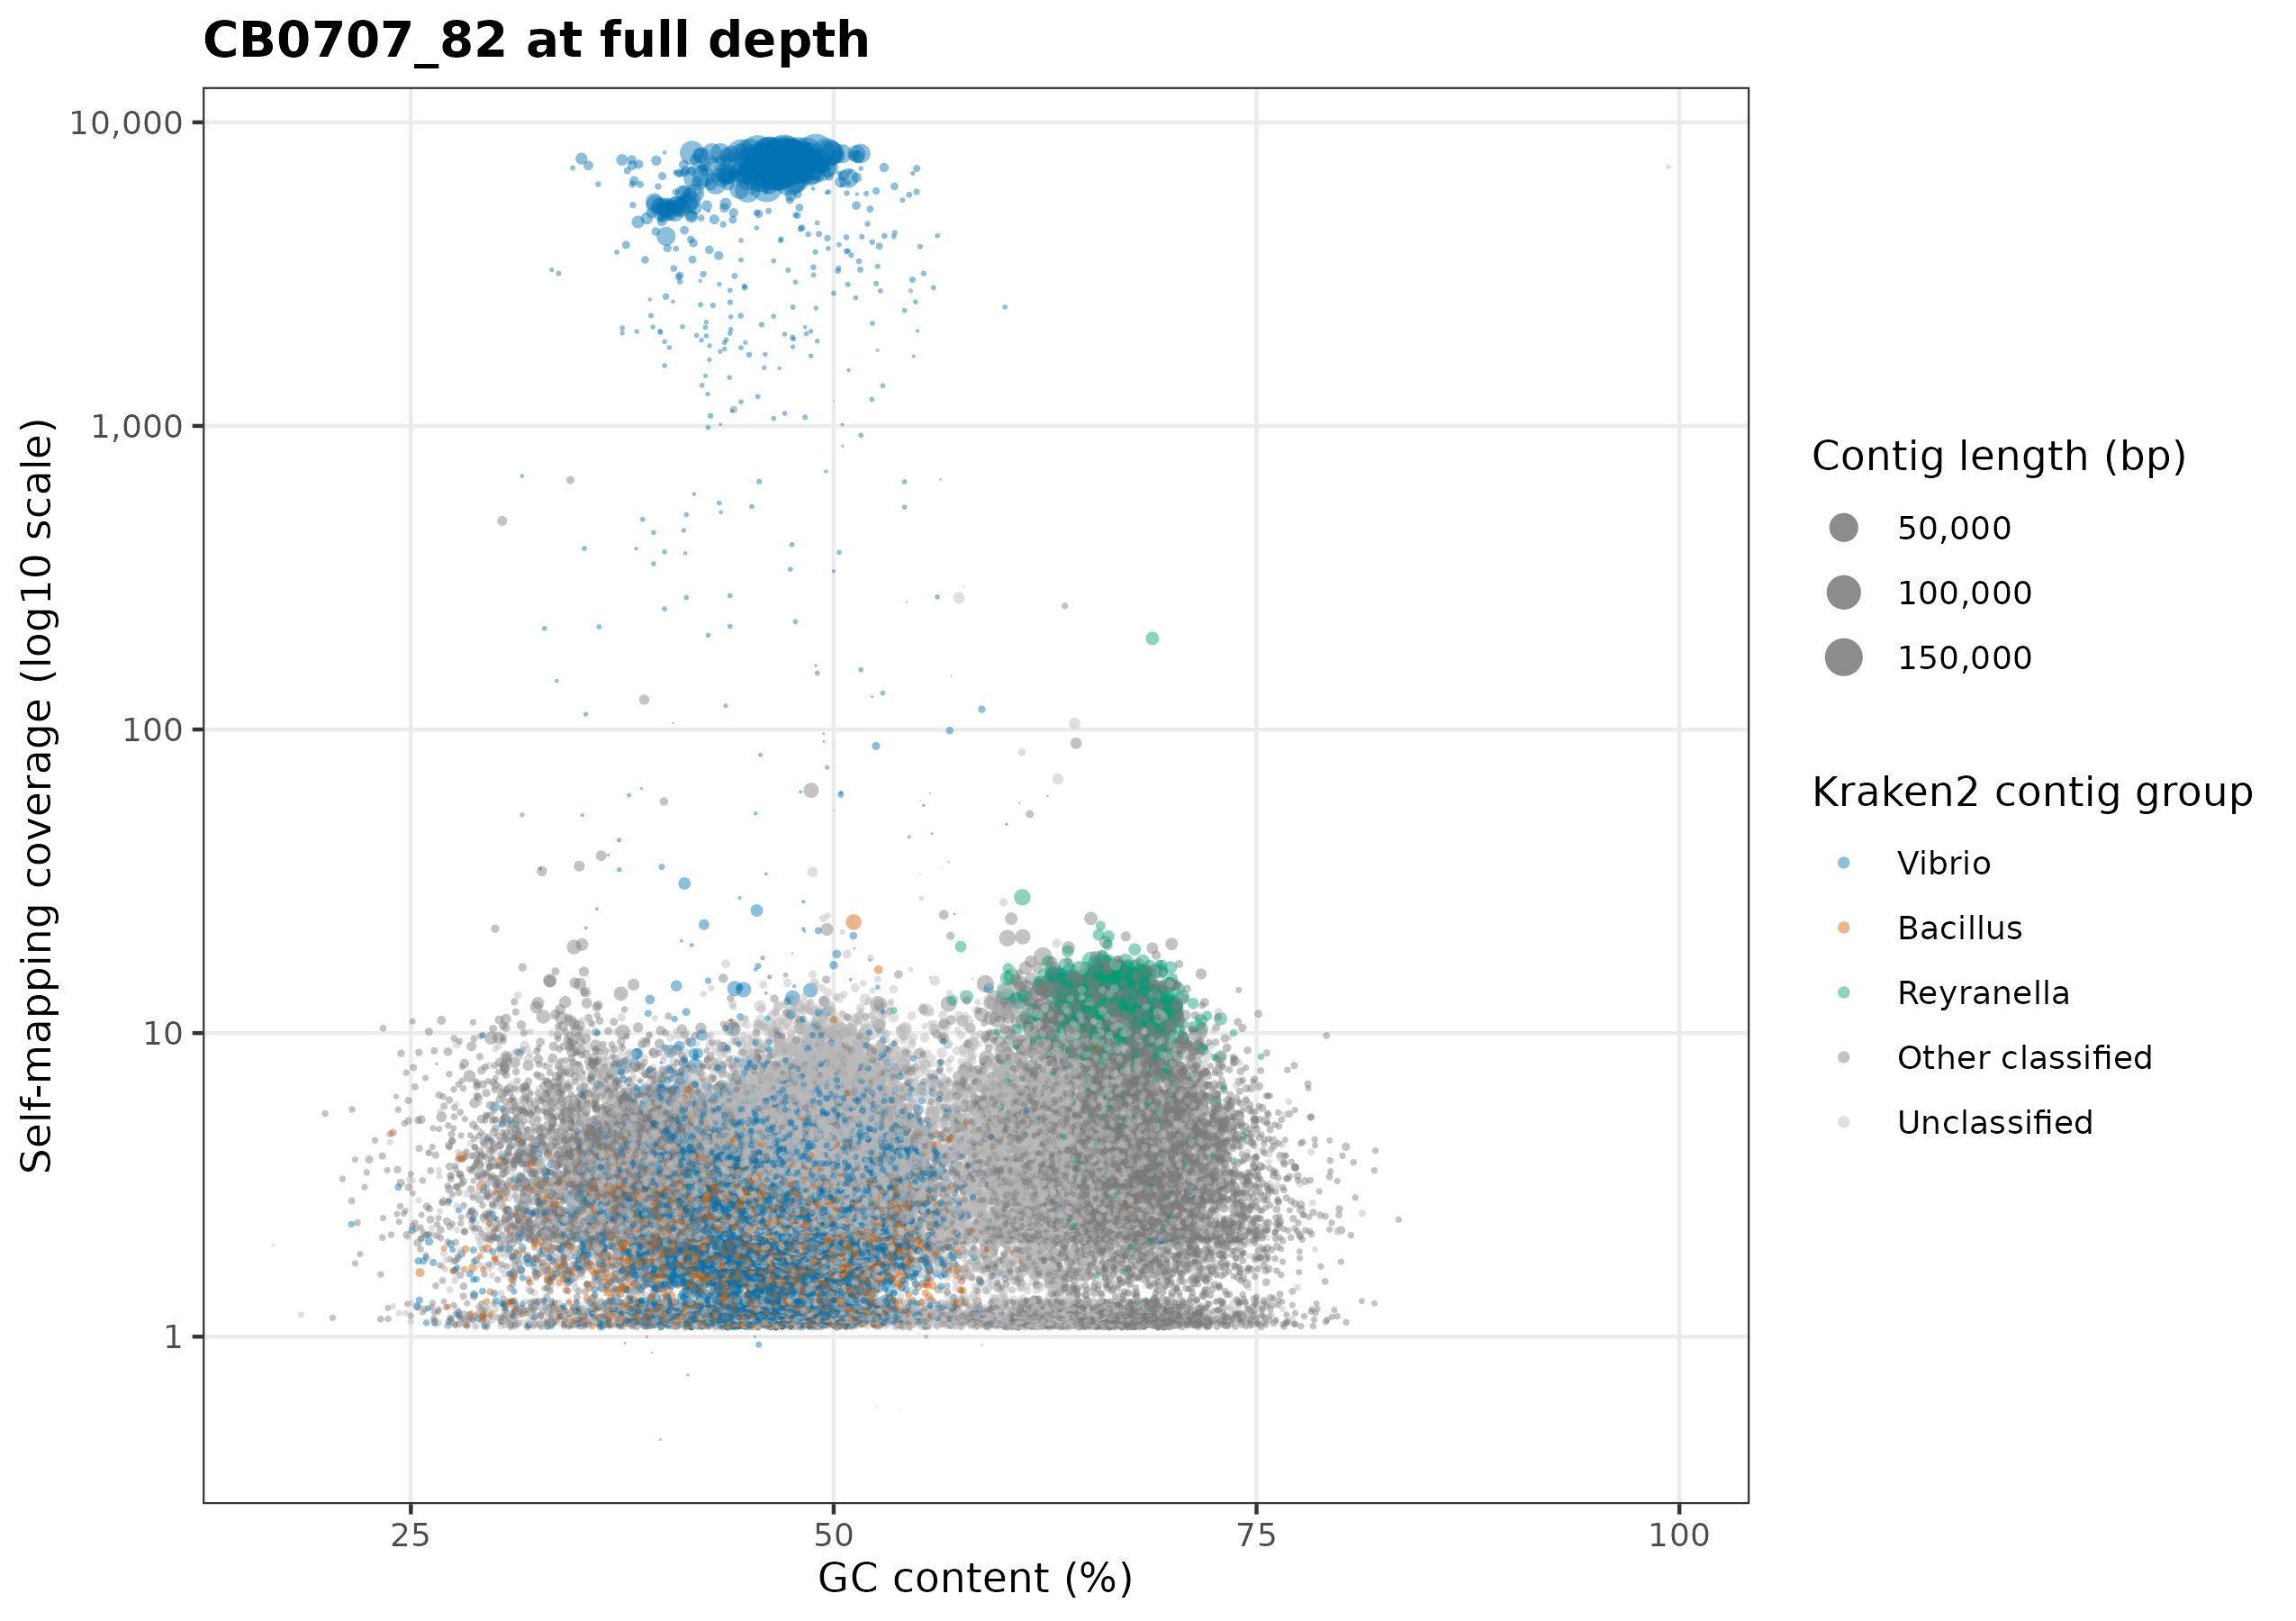 CB0707_82 at full depth
Self-mapping coverage (log10 scale)
10,000
1,000
100
10
1
25
50
75
100
GC content (%)
Contig length (bp)
50,000
100,000
150,000
Kraken2 contig group
Vibrio
Bacillus
Reyranella
Other classified
Unclassified